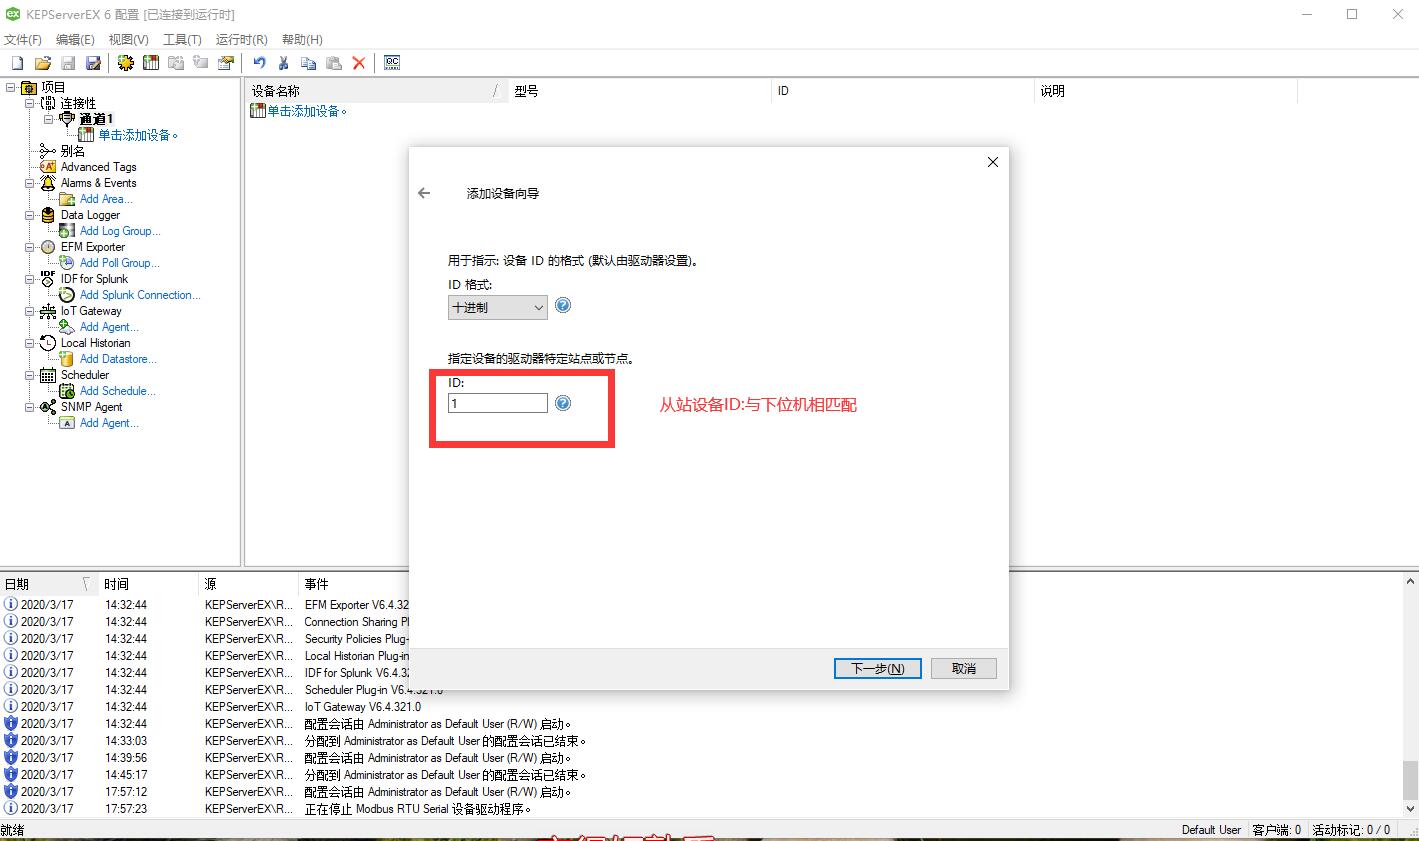 KEPServerEX 6 配置 [已连接到运行时]
文件(F) 编辑(E) 视图(V) 工具(T) 运行时(R) 帮助(H)
项目
连接性
通道1
单击添加设备。
别名
Advanced Tags
Alarms & Events
Add Area...
Data Logger
Add Log Group...
EFM Exporter
Add Poll Group...
IDF for Splunk
Add Splunk Connection...
IoT Gateway
Add Agent...
Local Historian
Add Datastore...
Scheduler
Add Schedule...
SNMP Agent
Add Agent...
设备名称 型号 ID 说明
单击添加设备。
添加设备向导
用于指示: 设备 ID 的格式 (默认由驱动器设置)。
ID 格式:
十进制
指定设备的驱动器特定站点或节点。
ID:
1
从站设备ID:与下位机相匹配
下一步(N) 取消
日期 时间 源 事件
2020/3/17 14:32:44 KEPServerEX\R... EFM Exporter V6.4.32
2020/3/17 14:32:44 KEPServerEX\R... Connection Sharing Pl
2020/3/17 14:32:44 KEPServerEX\R... Security Policies Plug-
2020/3/17 14:32:44 KEPServerEX\R... Local Historian Plug-in
2020/3/17 14:32:44 KEPServerEX\R... IDF for Splunk V6.4.32
2020/3/17 14:32:44 KEPServerEX\R... Scheduler Plug-in V6.4.321.0
2020/3/17 14:32:44 KEPServerEX\R... IoT Gateway V6.4.321.0
2020/3/17 14:32:44 KEPServerEX\R... 配置会话由 Administrator as Default User (R/W) 启动。
2020/3/17 14:33:03 KEPServerEX\R... 分配到 Administrator as Default User 的配置会话已结束。
2020/3/17 14:39:56 KEPServerEX\R... 配置会话由 Administrator as Default User (R/W) 启动。
2020/3/17 14:45:17 KEPServerEX\R... 分配到 Administrator as Default User 的配置会话已结束。
2020/3/17 17:57:12 KEPServerEX\R... 配置会话由 Administrator as Default User (R/W) 启动。
2020/3/17 17:57:23 KEPServerEX\R... 正在停止 Modbus RTU Serial 设备驱动程序。
就绪 Default User 客户端: 0 活动标记: 0 / 0